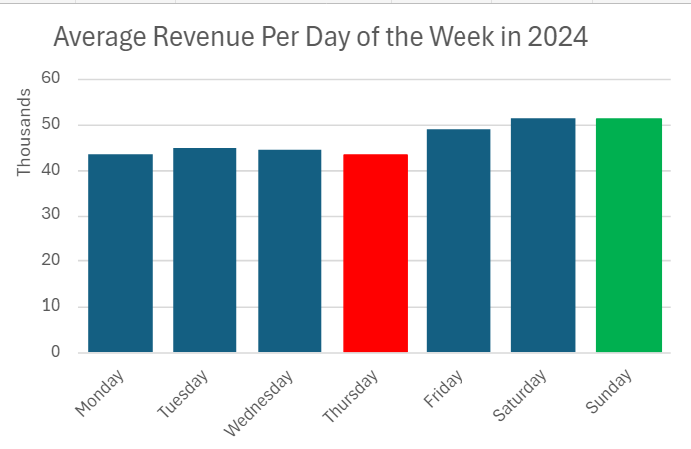 Average Revenue Per Day of the Week in 2024
Thousands
60
50
40
30
20
10
0
Monday
Tuesday
Wednesday
Thursday
Friday
Saturday
Sunday